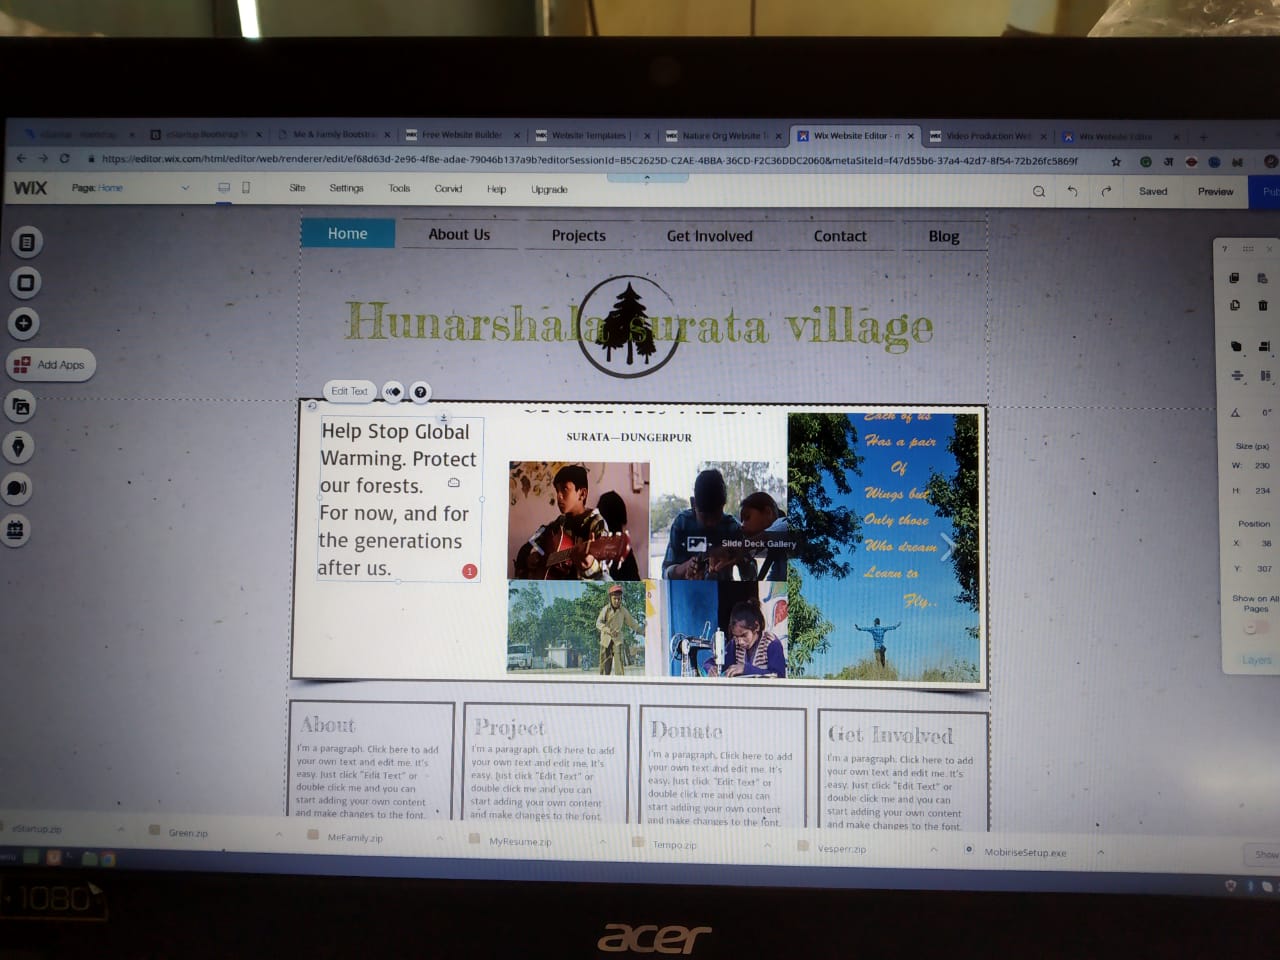 Me & Family Bootstra
Free Website Builder
Website Templates |
Nature Org Website T
Wix Website Editor - n
Video Production Web
Wix Website Edito
https://editor.wix.com/html/editor/web/renderer/edit/ef68d63d-2e96-4f8e-adae-79046b137a9b?editorSessionId=B5C2625D-C2AE-4BBA-36CD-F2C36DDC2060&metaSiteId=f47d55b6-37a4-42d7-8f54-72b26fc5869f
WIX
Page: Home
Site
Settings
Tools
Corvid
Help
Upgrade
Saved
Preview
Pub
Home
About Us
Projects
Get Involved
Contact
Blog
Add Apps
Hunarshala surata village
Edit Text
Help Stop Global
Warming. Protect
our forests.
For now, and for
the generations
after us.
1
SURATA—DUNGERPUR
Slide Deck Gallery
Each of us
Has a pair
Of
Wings but
Only those
Who dream
Learn to
Fly..
0°
Size (px)
W: 230
H: 234
Position
X: 38
Y: 307
Show on All
Pages
Layers
About
I'm a paragraph. Click here to add
your own text and edit me. It's
easy. Just click "Edit Text" or
double click me and you can
start adding your own content
and make changes to the font.
Project
I'm a paragraph. Click here to add
your own text and edit me. It's
easy. Just click "Edit Text" or
double click me and you can
start adding your own content
and make changes to the font.
Donate
I'm a paragraph. Click here to add
your own text and edit me. It's
easy. Just click "Edit Text" or
double click me and you can
start adding your own content
and make changes to the font.
Get Involved
I'm a paragraph. Click here to add
your own text and edit me. It's
easy. Just click "Edit Text" or
double click me and you can
start adding your own content
and make changes to the font.
eStartup.zip
Green.zip
MeFamily.zip
MyResume.zip
Tempo.zip
Vesperr.zip
MobiriseSetup.exe
Show
1080
acer